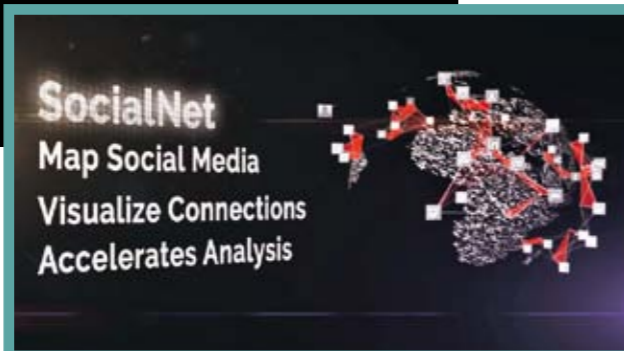 SocialNet
Map Social Media
Visualize Connections
Accelerates Analysis